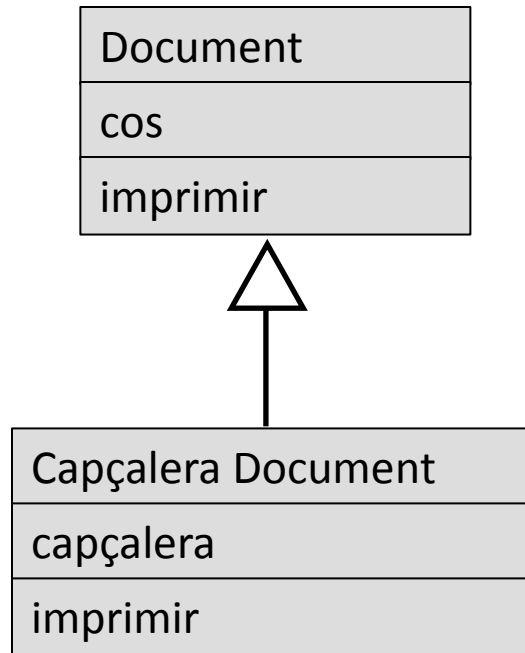 Document
cos
imprimir
Capçalera Document
capçalera
imprimir